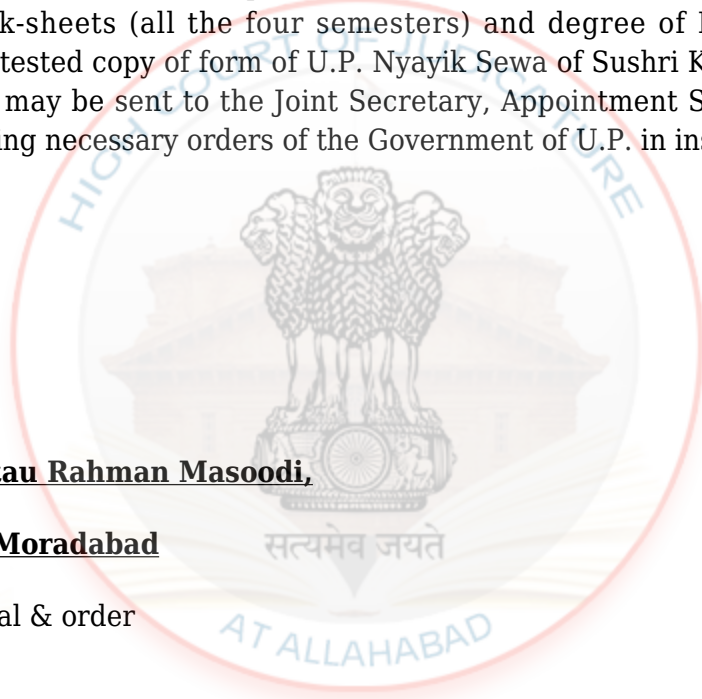 k-sheets (all the four semesters) and degree of
tested copy of form of U.P. Nyayik Sewa of Sushri K
may be sent to the Joint Secretary, Appointment S
ing necessary orders of the Government of U.P. in ins
HIGH COURT OF JUDICATURE
au Rahman Masoodi,
Moradabad
सत्यमेव जयते
al & order
AT ALLAHABAD